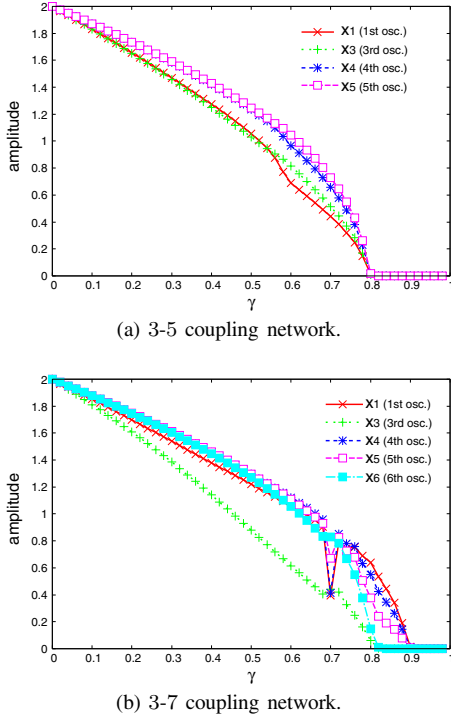 2
1.8
1.6
1.4
1.2
1
0.8
0.6
0.4
0.2
0
amplitude
X1 (1st osc.)
X3 (3rd osc.)
X4 (4th osc.)
X5 (5th osc.)
0 0.1 0.2 0.3 0.4 0.5 0.6 0.7 0.8 0.9 1
γ
(a) 3-5 coupling network.
2
1.8
1.6
1.4
1.2
1
0.8
0.6
0.4
0.2
0
amplitude
X1 (1st osc.)
X3 (3rd osc.)
X4 (4th osc.)
X5 (5th osc.)
X6 (6th osc.)
0 0.1 0.2 0.3 0.4 0.5 0.6 0.7 0.8 0.9 1
γ
(b) 3-7 coupling network.